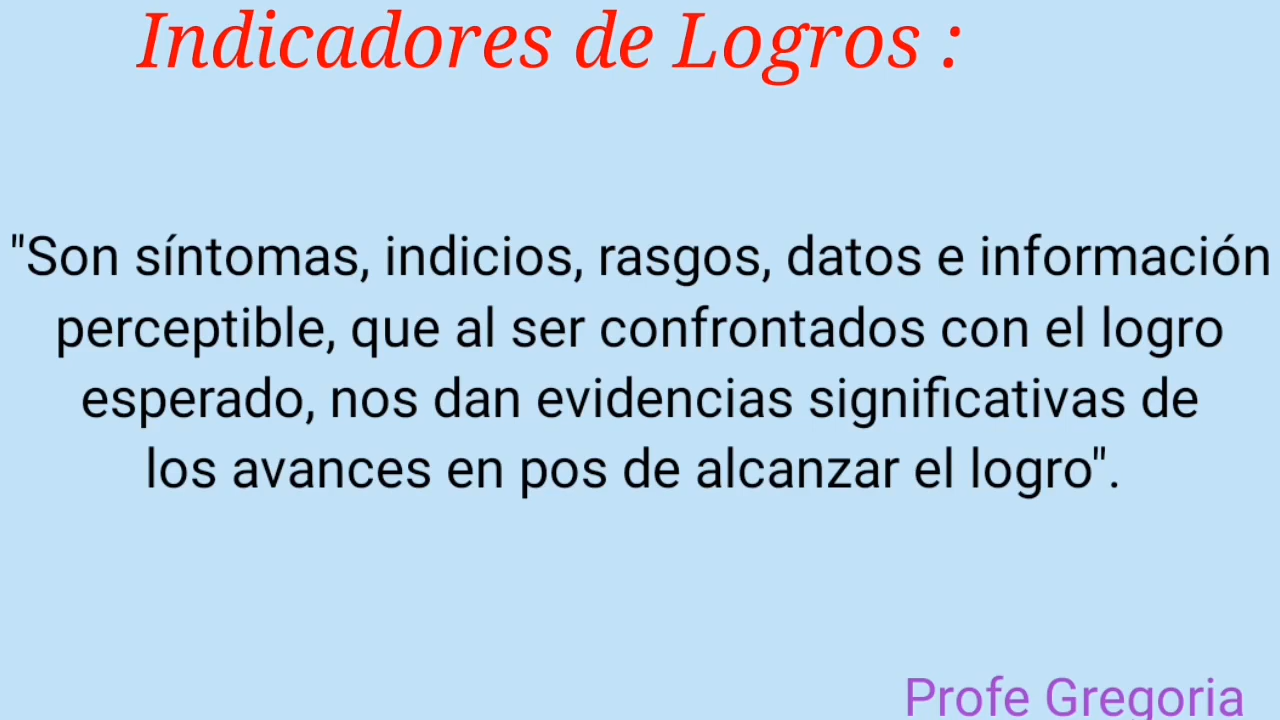 Indicadores de Logros :
"Son síntomas, indicios, rasgos, datos e información
perceptible, que al ser confrontados con el logro
esperado, nos dan evidencias significativas de
los avances en pos de alcanzar el logro".
Profe Gregoria